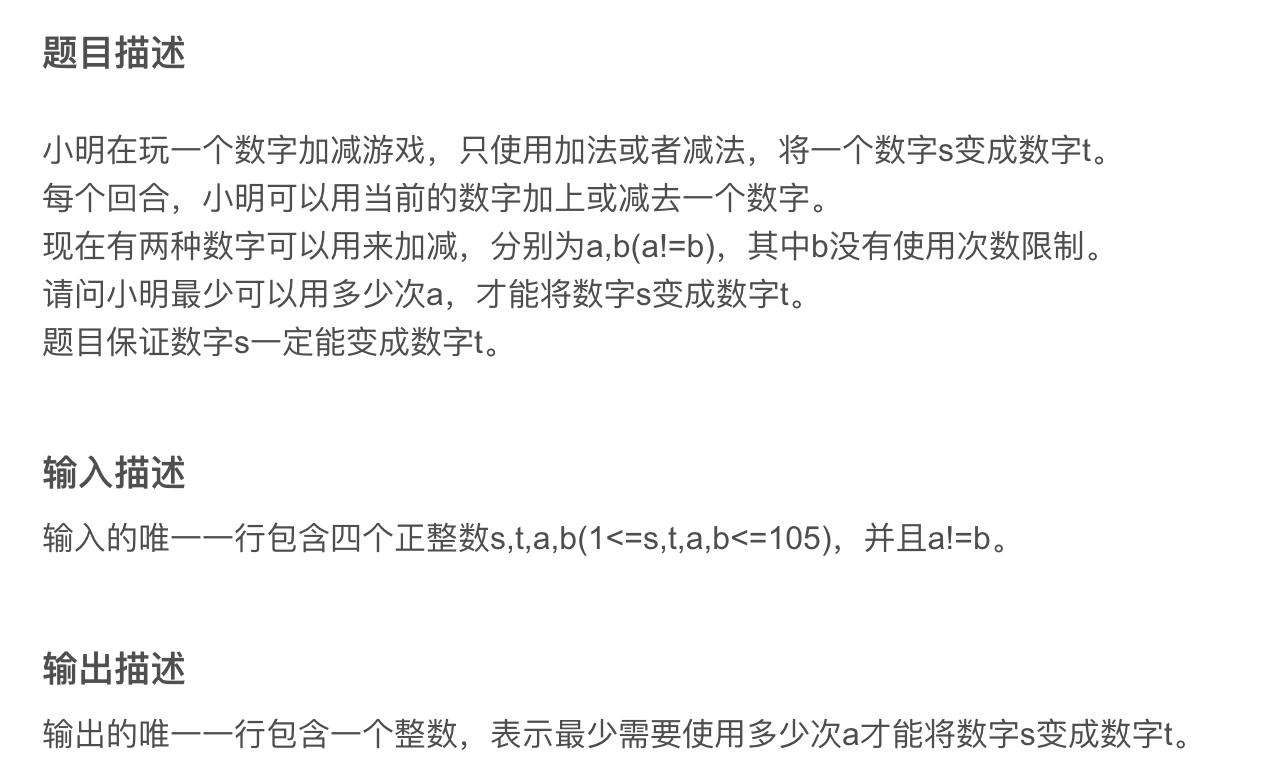 题目描述
小明在玩一个数字加减游戏，只使用加法或者减法，将一个数字s变成数字t。
每个回合，小明可以用当前的数字加上或减去一个数字。
现在有两种数字可以用来加减，分别为a,b(a!=b)，其中b没有使用次数限制。
请问小明最少可以用多少次a，才能将数字s变成数字t。
题目保证数字s一定能变成数字t。
输入描述
输入的唯一一行包含四个正整数s,t,a,b(1<=s,t,a,b<=105)，并且a!=b。
输出描述
输出的唯一一行包含一个整数，表示最少需要使用多少次a才能将数字s变成数字t。